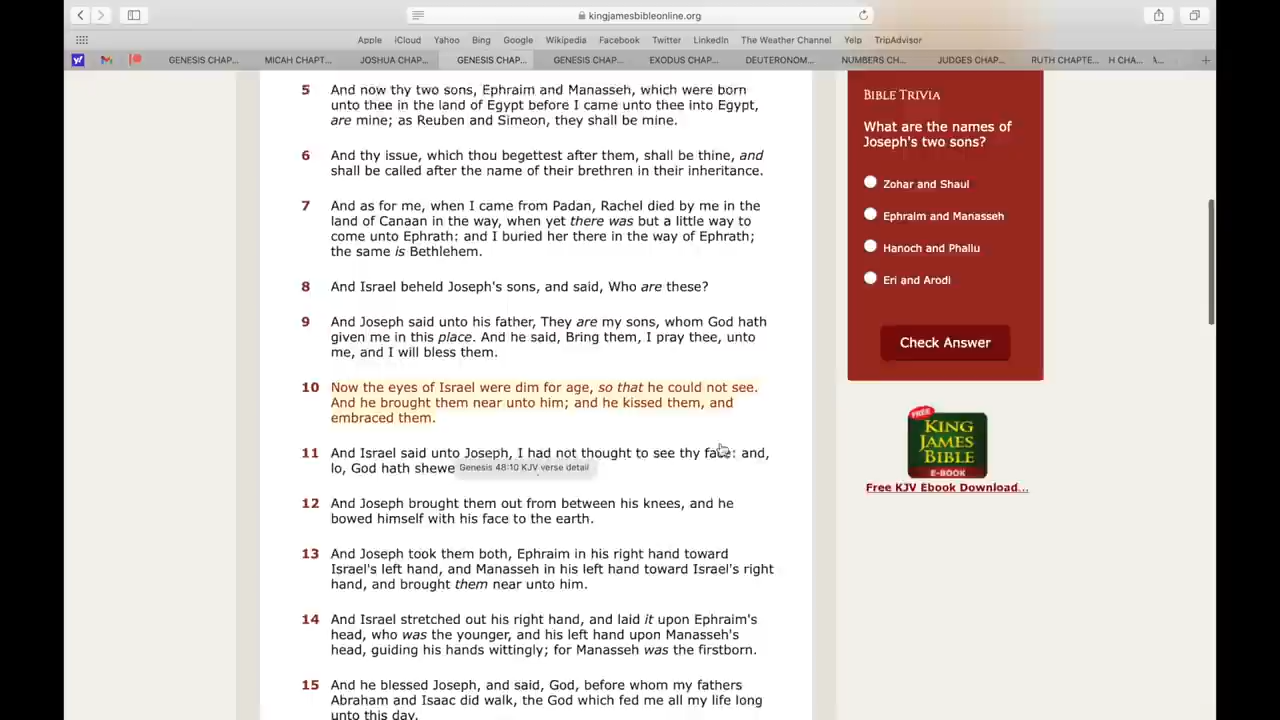 kingjamesbibleonline.org
Apple iCloud Yahoo Bing Google Wikipedia Facebook Twitter LinkedIn The Weather Channel Yelp TripAdvisor
GENESIS CHAP... MICAH CHAPT... JOSHUA CHAP... GENESIS CHAP... GENESIS CHAP... EXODUS CHAP... DEUTERONOM... NUMBERS CH... JUDGES CHAP... RUTH CHAPTE... H CHA... A...
5 And now thy two sons, Ephraim and Manasseh, which were born
unto thee in the land of Egypt before I came unto thee into Egypt,
are mine; as Reuben and Simeon, they shall be mine.
6 And thy issue, which thou begettest after them, shall be thine, and
shall be called after the name of their brethren in their inheritance.
7 And as for me, when I came from Padan, Rachel died by me in the
land of Canaan in the way, when yet there was but a little way to
come unto Ephrath: and I buried her there in the way of Ephrath;
the same is Bethlehem.
8 And Israel beheld Joseph's sons, and said, Who are these?
9 And Joseph said unto his father, They are my sons, whom God hath
given me in this place. And he said, Bring them, I pray thee, unto
me, and I will bless them.
10 Now the eyes of Israel were dim for age, so that he could not see.
And he brought them near unto him; and he kissed them, and
embraced them.
11 And Israel said unto Joseph, I had not thought to see thy face: and,
lo, God hath shewe
Genesis 48:10 KJV verse detail
12 And Joseph brought them out from between his knees, and he
bowed himself with his face to the earth.
13 And Joseph took them both, Ephraim in his right hand toward
Israel's left hand, and Manasseh in his left hand toward Israel's right
hand, and brought them near unto him.
14 And Israel stretched out his right hand, and laid it upon Ephraim's
head, who was the younger, and his left hand upon Manasseh's
head, guiding his hands wittingly; for Manasseh was the firstborn.
15 And he blessed Joseph, and said, God, before whom my fathers
Abraham and Isaac did walk, the God which fed me all my life long
unto this day,
BIBLE TRIVIA
What are the names of
Joseph's two sons?
Zohar and Shaul
Ephraim and Manasseh
Hanoch and Phallu
Eri and Arodi
Check Answer
FREE
KING
JAMES
BIBLE
E-BOOK
Free KJV Ebook Download...